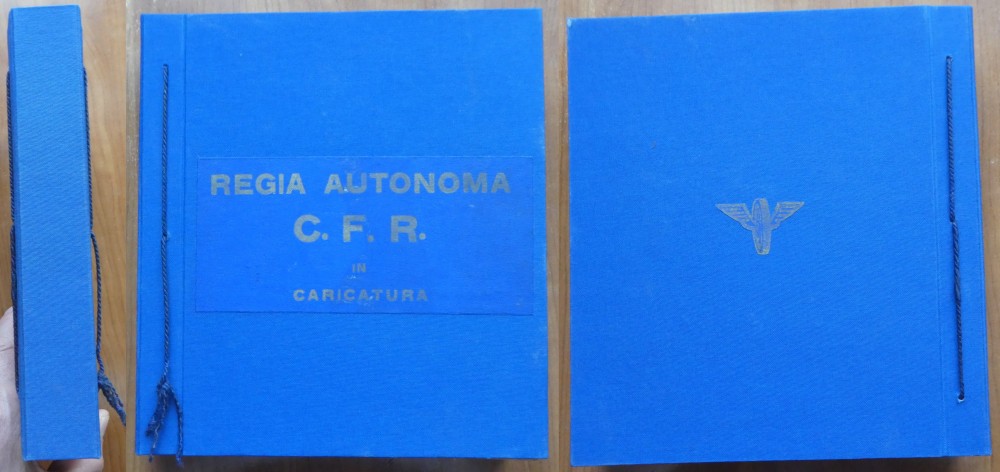 REGIA AUTONOMA
C. F. R.
IN
CARICATURA